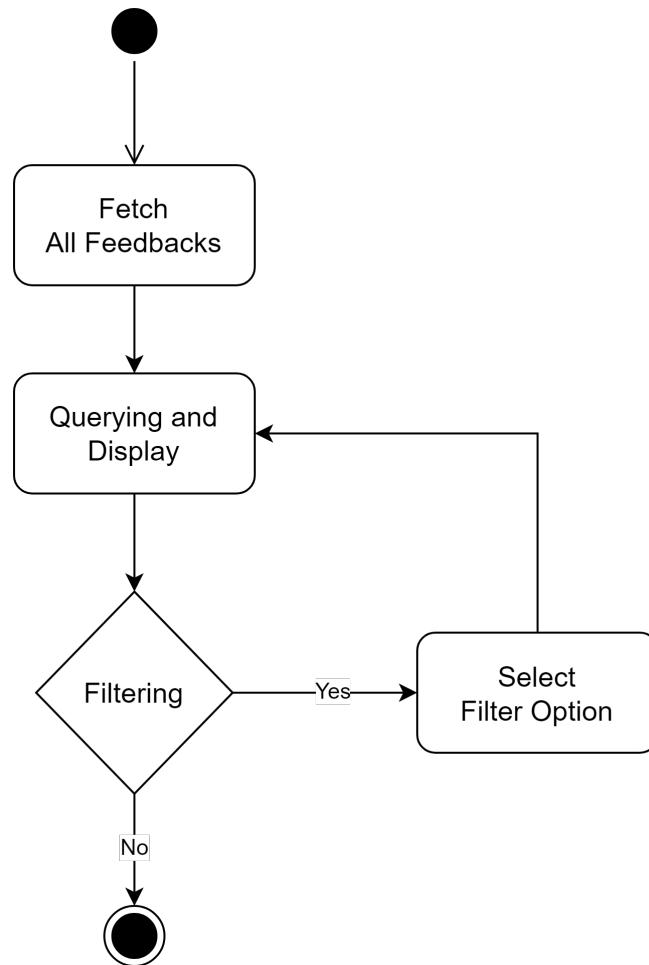 Fetch
All Feedbacks
Querying and
Display
Filtering
Yes
Select
Filter Option
No